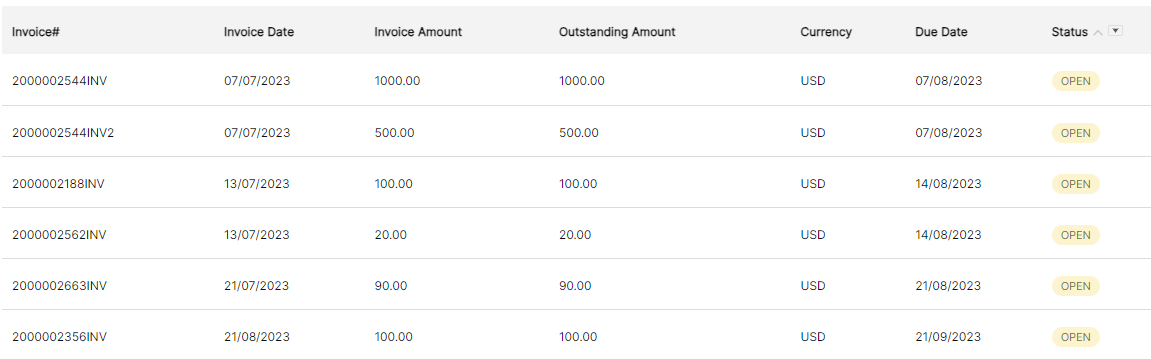 Invoice# Invoice Date Invoice Amount Outstanding Amount Currency Due Date Status
2000002544INV 07/07/2023 1000.00 1000.00 USD 07/08/2023 OPEN
2000002544INV2 07/07/2023 500.00 500.00 USD 07/08/2023 OPEN
2000002188INV 13/07/2023 100.00 100.00 USD 14/08/2023 OPEN
2000002562INV 13/07/2023 20.00 20.00 USD 14/08/2023 OPEN
2000002663INV 21/07/2023 90.00 90.00 USD 21/08/2023 OPEN
2000002356INV 21/08/2023 100.00 100.00 USD 21/09/2023 OPEN